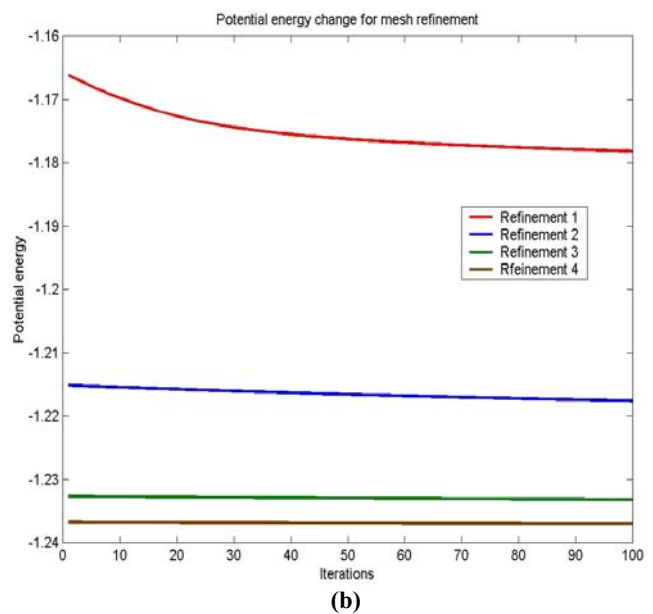 Potential energy change for mesh refinement
-1.16
-1.17
-1.18
-1.19
-1.2
-1.21
-1.22
-1.23
-1.24
Potential energy
Refinement 1
Refinement 2
Refinement 3
Rfeinement 4
0 10 20 30 40 50 60 70 80 90 100
Iterations
(b)